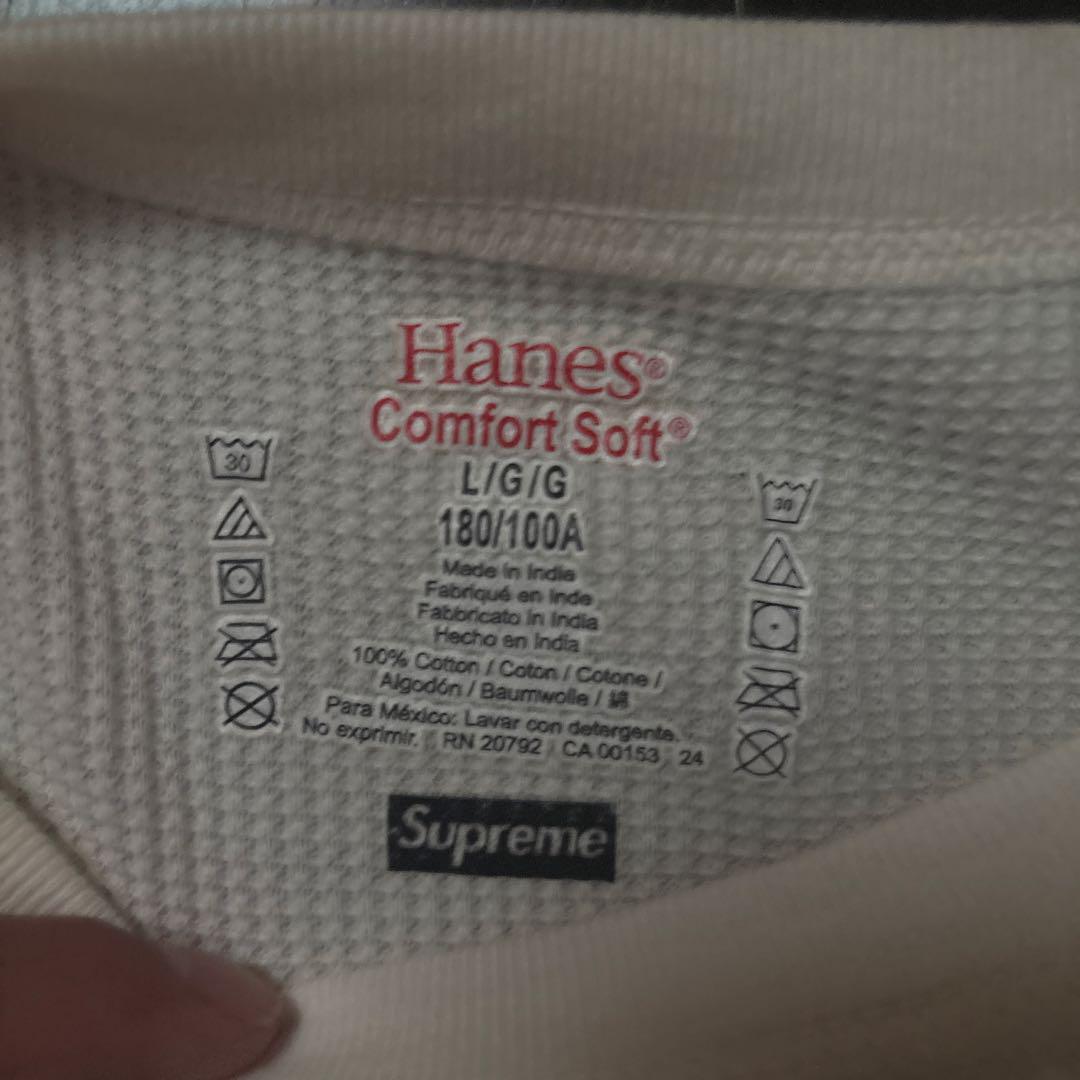 Hanes®
Comfort Soft®
L/G/G
180/100A
Made in India
Fabriqué en Inde
Fabbricato in India
Hecho en India
100% Cotton / Coton / Cotone /
Algodón / Baumwolle / 綿
Para México: Lavar con detergente.
No exprimir. RN 20792 CA 00153 24
30
30
Supreme